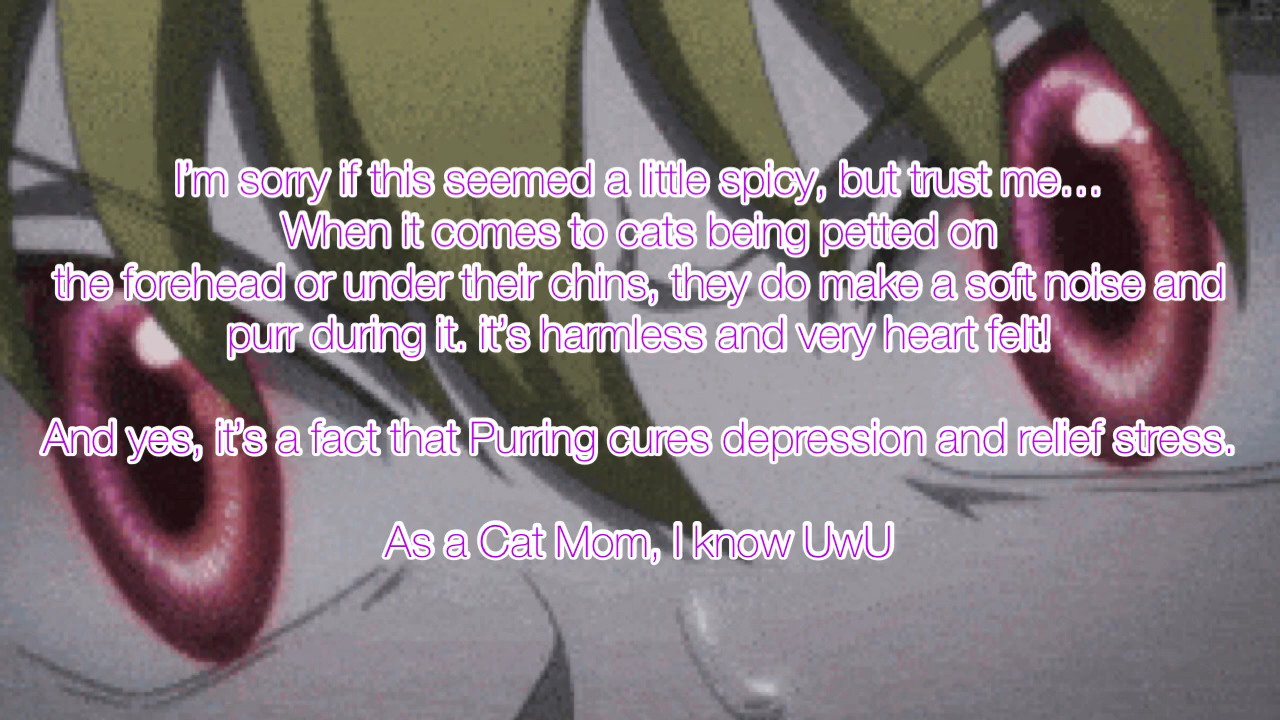 I'm sorry if this seemed a little spicy, but trust me...
When it comes to cats being petted on
the forehead or under their chins, they do make a soft noise and
purr during it. it's harmless and very heart felt!
And yes, it's a fact that Purring cures depression and relief stress.
As a Cat Mom, I know UwU